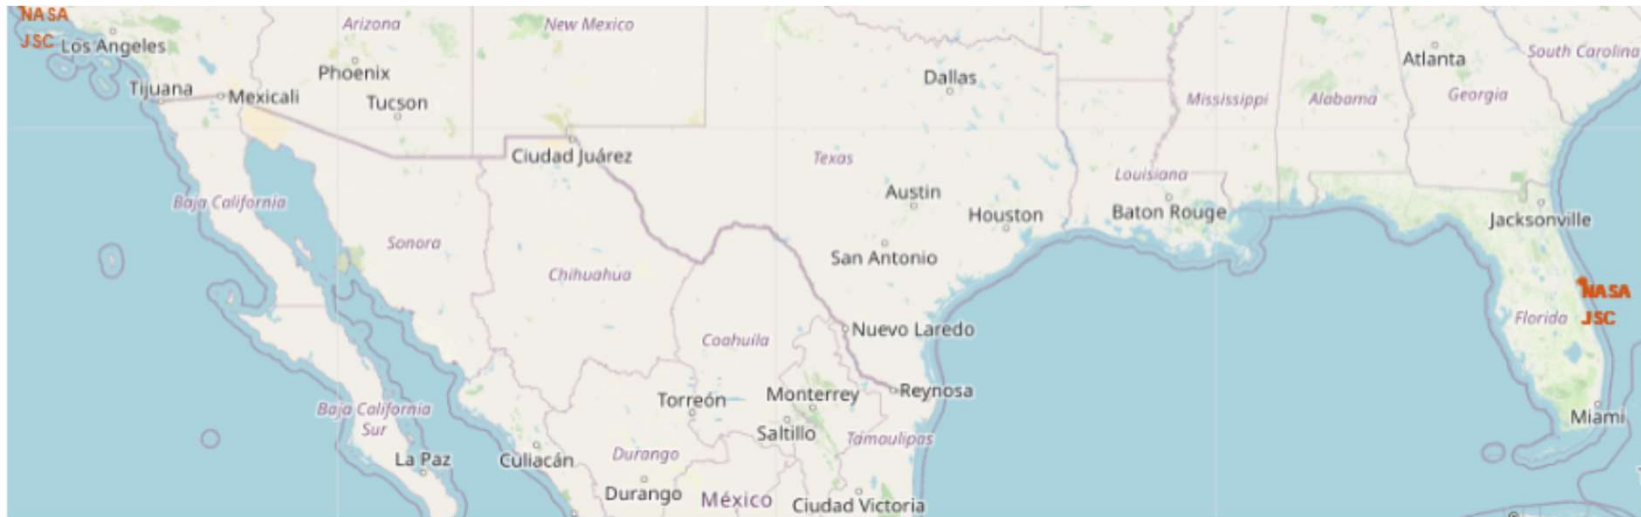 NASA
JSC
Los Angeles
Arizona
New Mexico
Phoenix
Tucson
Tijuana
Mexicali
Dallas
Atlanta
South Carolina
Mississippi
Alabama
Georgia
Ciudad Juárez
Texas
Louisiana
Baja California
Austin
Houston
Baton Rouge
Jacksonville
Sonora
San Antonio
Chihuahua
NASA
JSC
Florida
Nuevo Laredo
Coahuila
Reynosa
Torreón
Monterrey
Baja California
Sur
Miami
Saltillo
Tamaulipas
La Paz
Culiacán
Durango
Durango
México
Ciudad Victoria